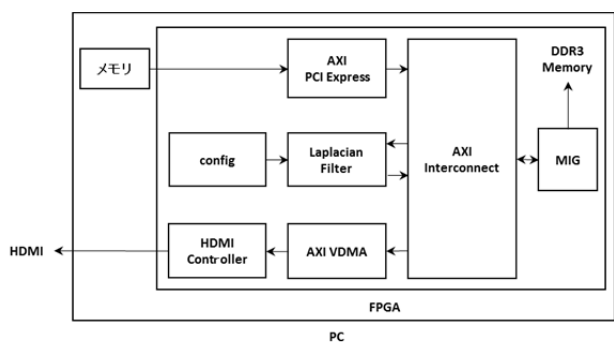 メモリ
AXI
PCI Express
DDR3
Memory
config
Laplacian
Filter
AXI
Interconnect
MIG
HDMI
HDMI
Controller
AXI VDMA
FPGA
PC